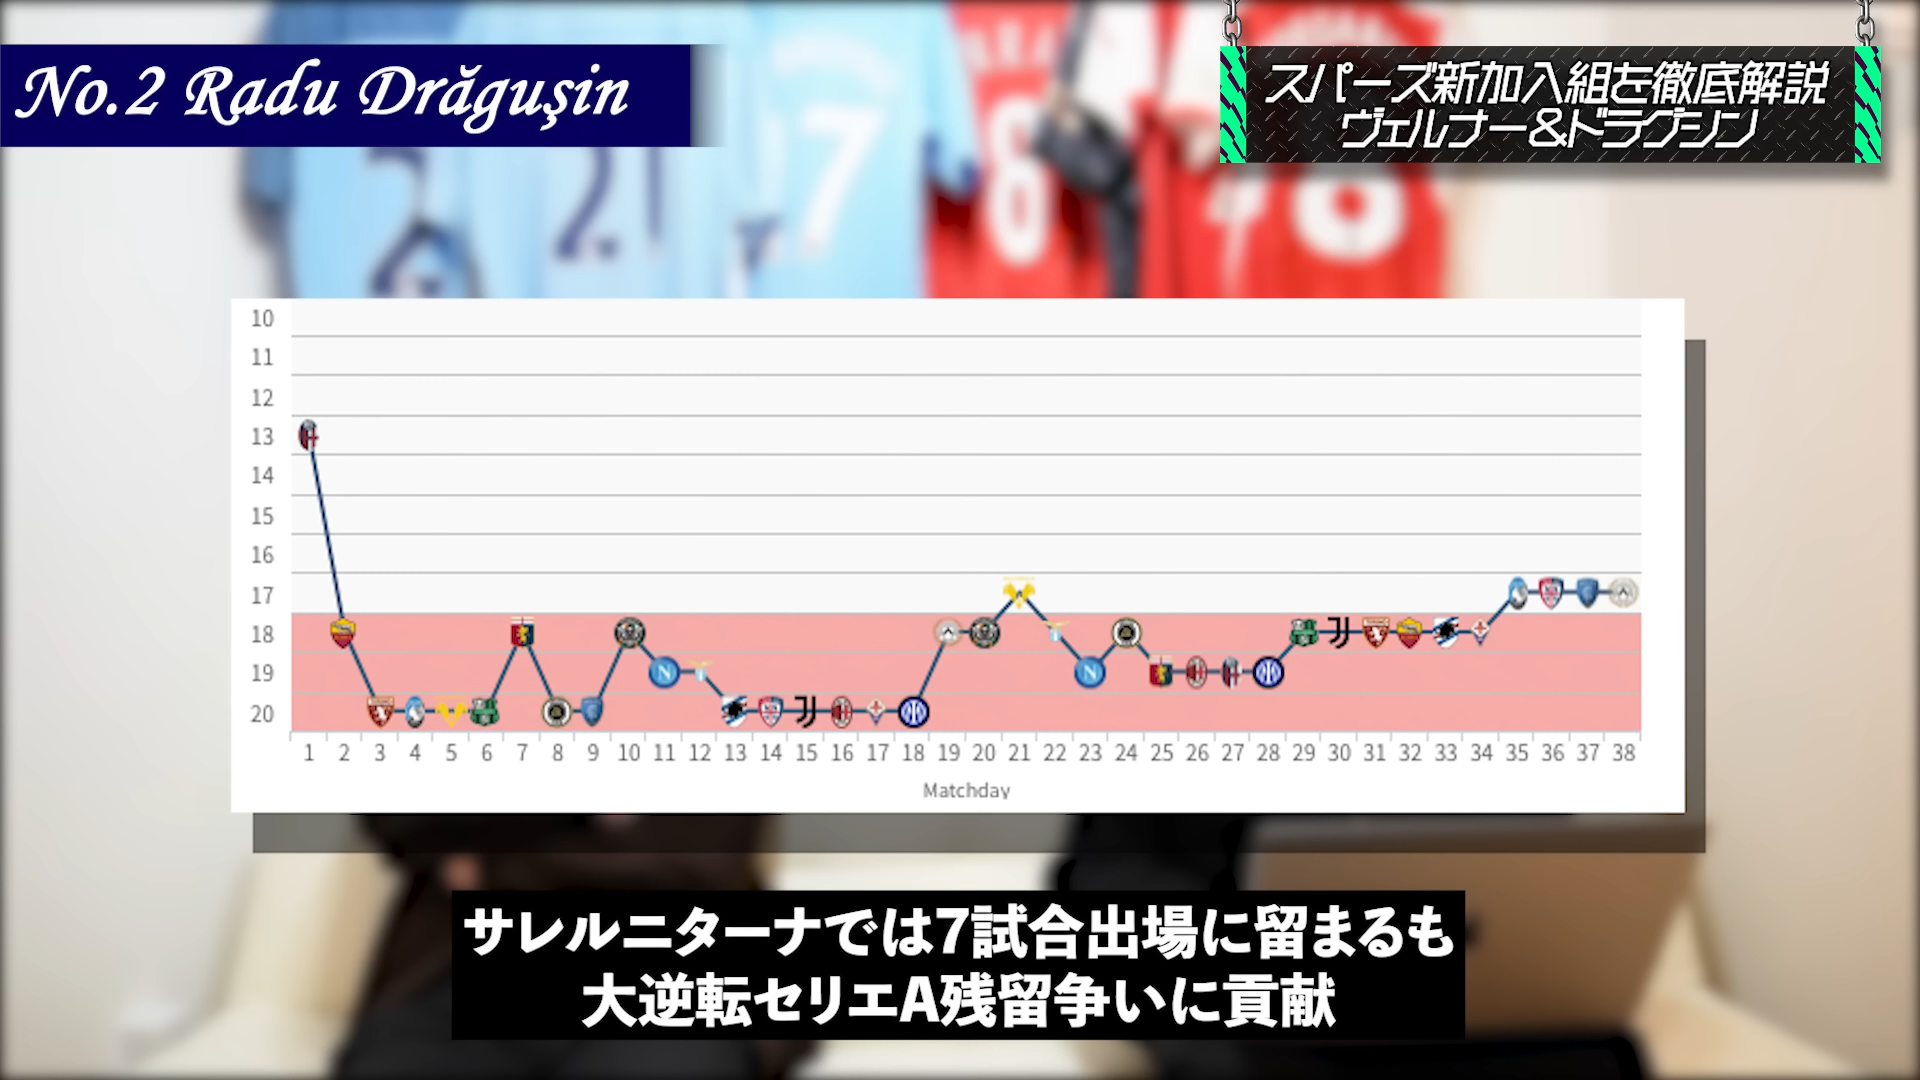 No.2 Radu Drăguşin
スパーズ新加入組を徹底解説
ヴェルナー&ドラグシン
7
21
7
8
8
10
11
12
13
14
15
16
17
18
19
20
1 2 3 4 5 6 7 8 9 10 11 12 13 14 15 16 17 18 19 20 21 22 23 24 25 26 27 28 29 30 31 32 33 34 35 36 37 38
Matchday
サレルニターナでは7試合出場に留まるも
大逆転セリエA残留争いに貢献